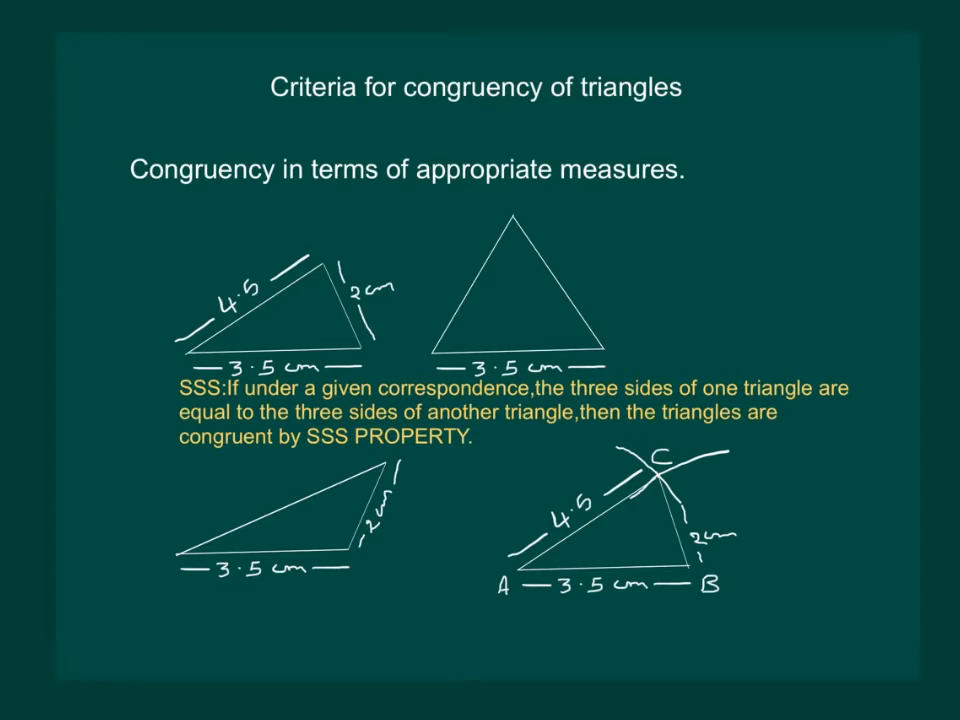 Criteria for congruency of triangles
Congruency in terms of appropriate measures.
4.5
2cm
3.5 cm
3.5 cm
SSS:If under a given correspondence,the three sides of one triangle are
equal to the three sides of another triangle,then the triangles are
congruent by SSS PROPERTY.
2cm
3.5 cm
C
4.5
2cm
A 3.5 cm B